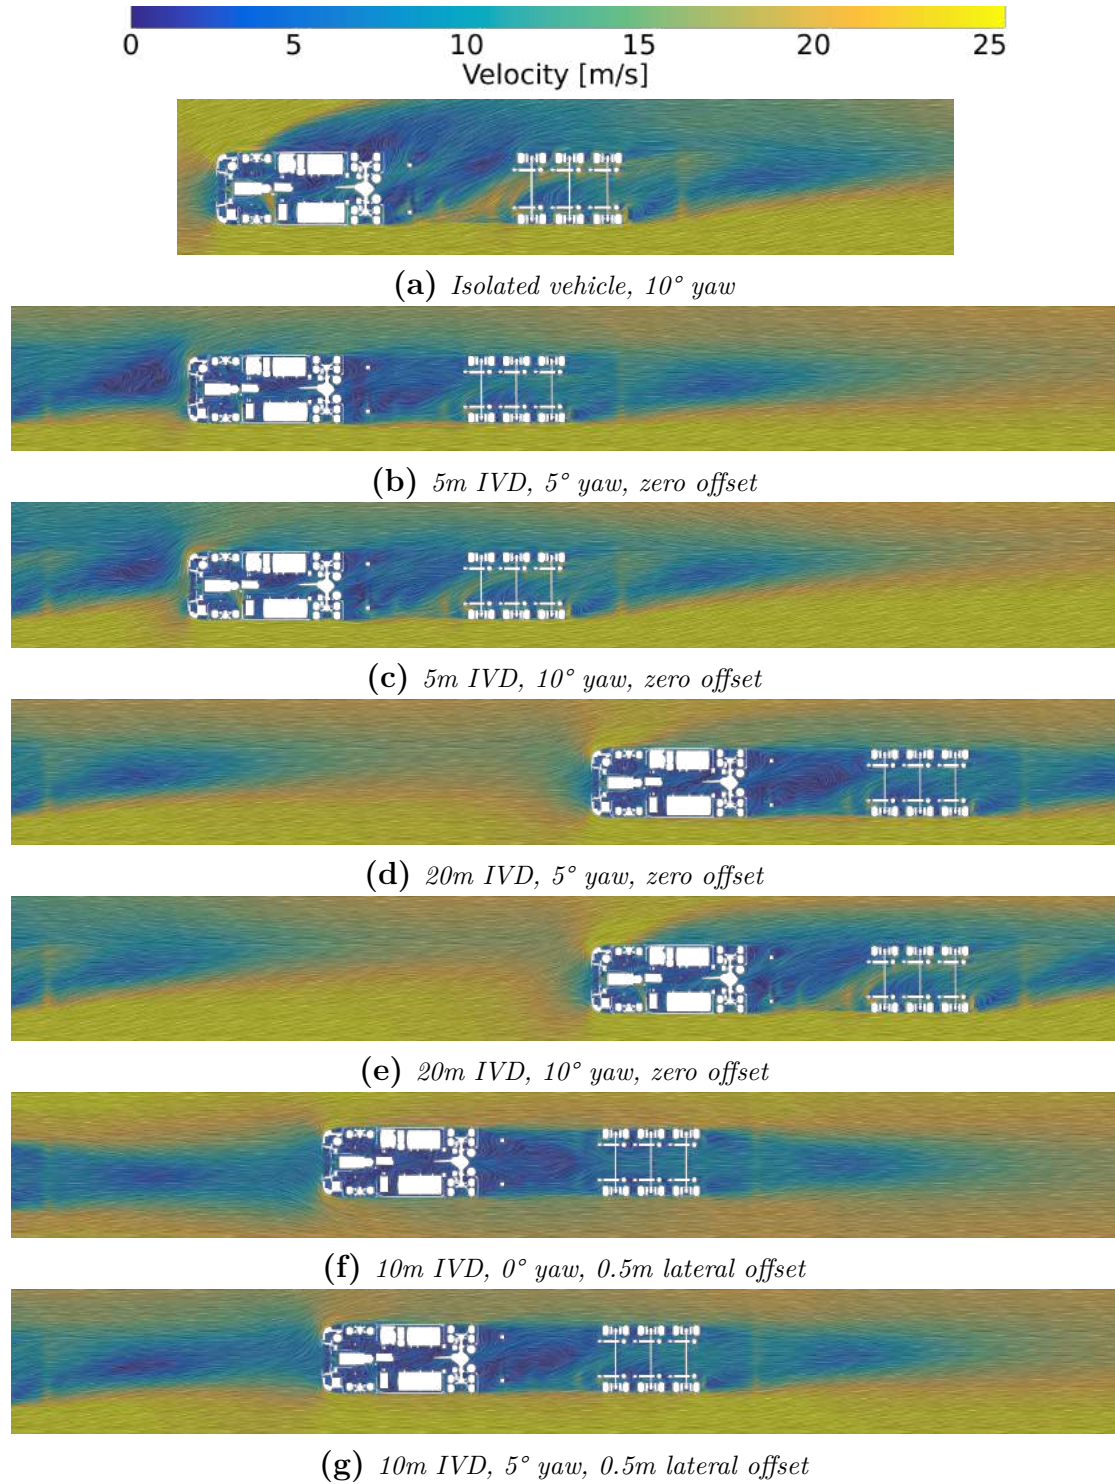 0 5 10 15 20 25
Velocity [m/s]
(a) Isolated vehicle, 10° yaw
(b) 5m IVD, 5° yaw, zero offset
(c) 5m IVD, 10° yaw, zero offset
(d) 20m IVD, 5° yaw, zero offset
(e) 20m IVD, 10° yaw, zero offset
(f) 10m IVD, 0° yaw, 0.5m lateral offset
(g) 10m IVD, 5° yaw, 0.5m lateral offset